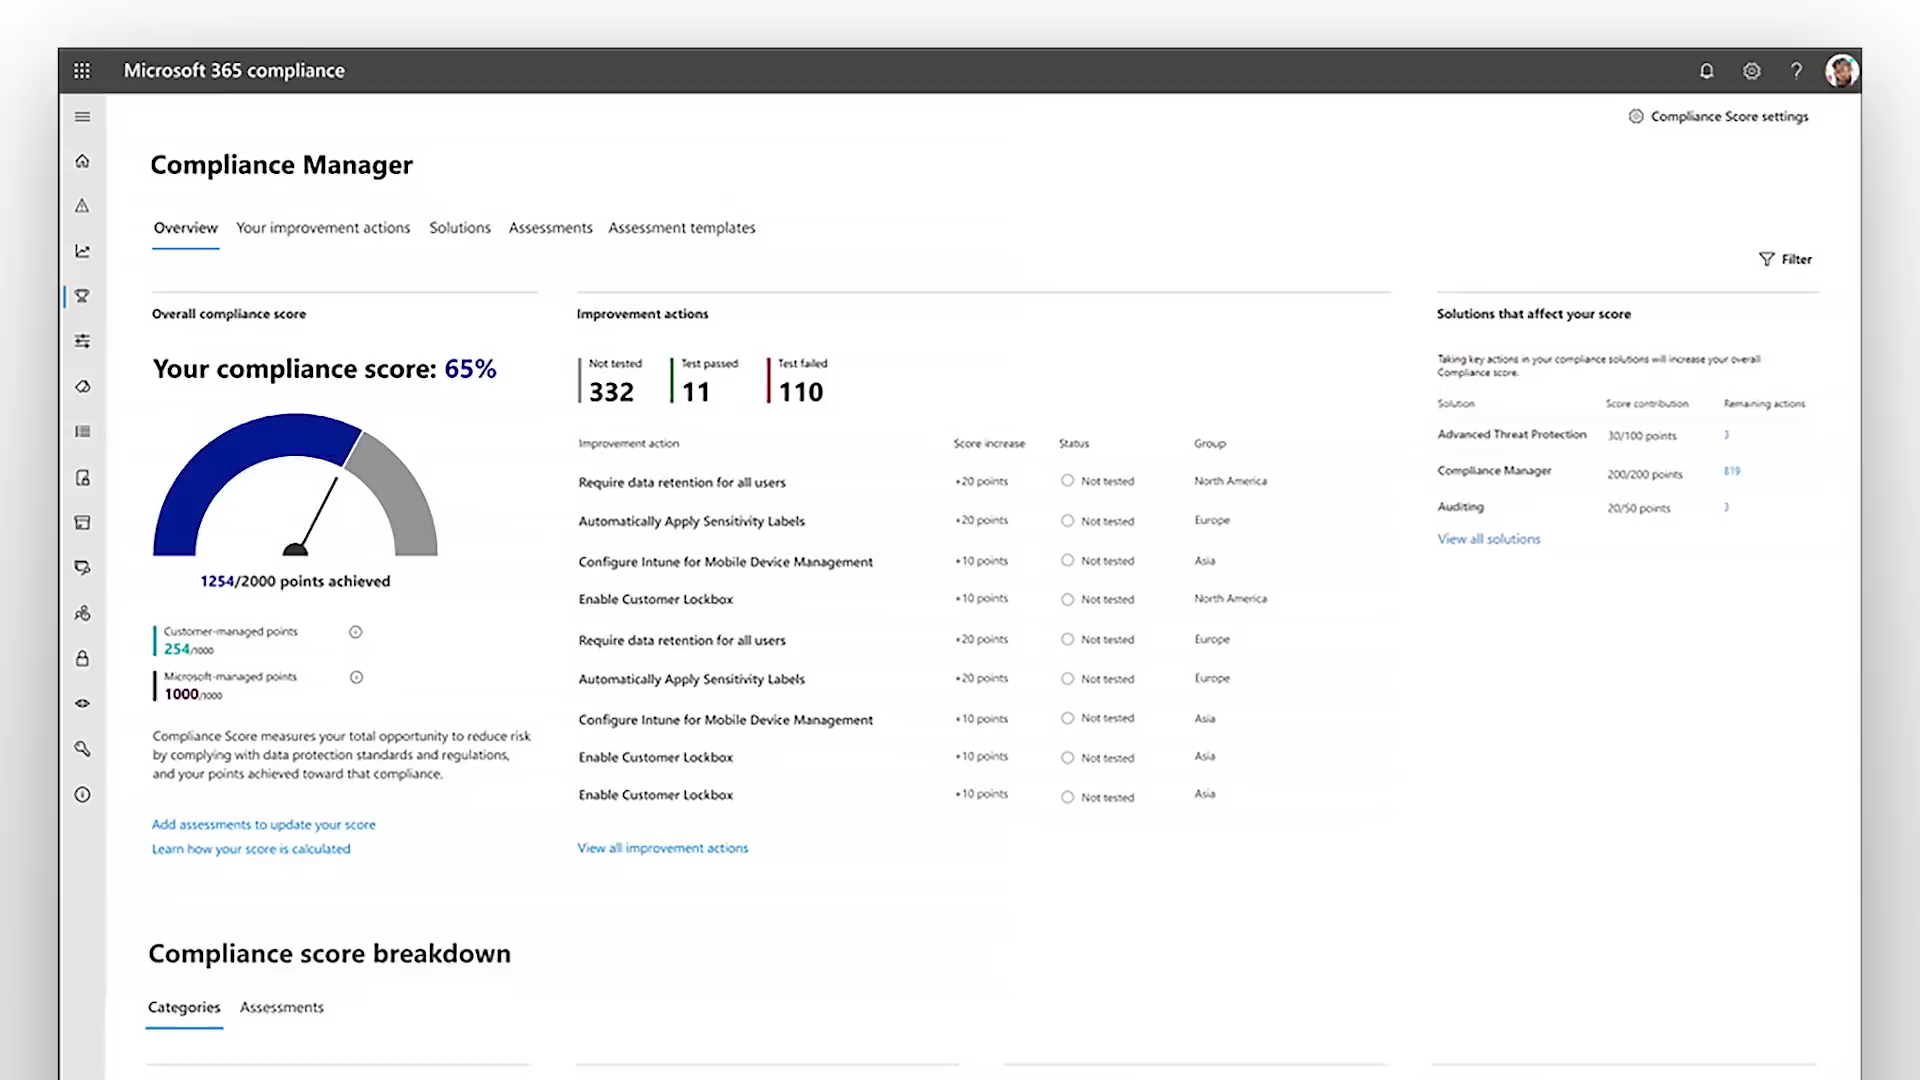 Microsoft 365 compliance
?
Compliance Score settings
Compliance Manager
Overview Your improvement actions Solutions Assessments Assessment templates
Filter
Overall compliance score
Your compliance score: 65%
1254/2000 points achieved
Customer-managed points
254/1000
Microsoft-managed points
1000/1000
Compliance Score measures your total opportunity to reduce risk
by complying with data protection standards and regulations,
and your points achieved toward that compliance.
Add assessments to update your score
Learn how your score is calculated
Improvement actions
Not tested Test passed Test failed
332 11 110
Improvement action Score increase Status Group
Require data retention for all users +20 points Not tested North America
Automatically Apply Sensitivity Labels +20 points Not tested Europe
Configure Intune for Mobile Device Management +10 points Not tested Asia
Enable Customer Lockbox +10 points Not tested North America
Require data retention for all users +20 points Not tested Europe
Automatically Apply Sensitivity Labels +20 points Not tested Europe
Configure Intune for Mobile Device Management +10 points Not tested Asia
Enable Customer Lockbox +10 points Not tested Asia
Enable Customer Lockbox +10 points Not tested Asia
View all improvement actions
Solutions that affect your score
Taking key actions in your compliance solutions will increase your overall
Compliance score.
Solution Score contribution Remaining actions
Advanced Threat Protection 30/100 points 3
Compliance Manager 200/200 points 819
Auditing 20/50 points 3
View all solutions
Compliance score breakdown
Categories Assessments